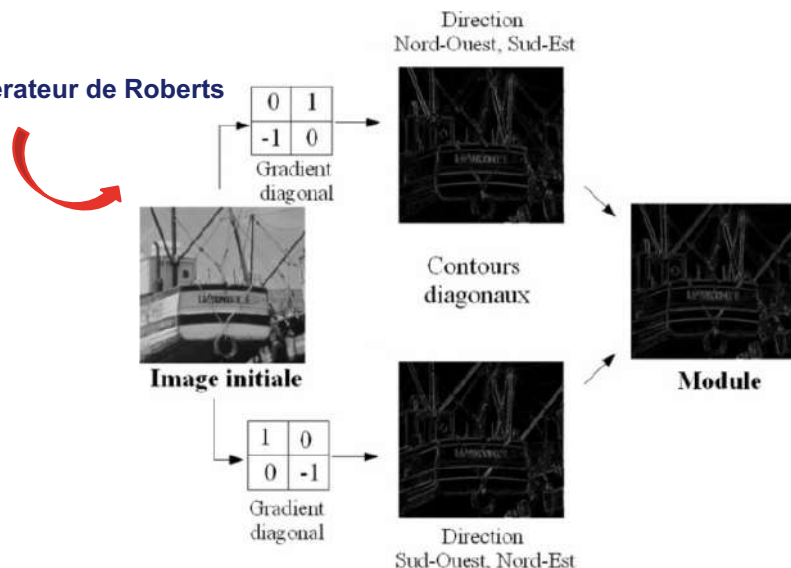 Direction
Nord-Ouest, Sud-Est
érateur de Roberts
0 1
-1 0
Gradient
diagonal
Contours
diagonaux
Image initiale
Module
1 0
0 -1
Gradient
diagonal
Direction
Sud-Ouest, Nord-Est